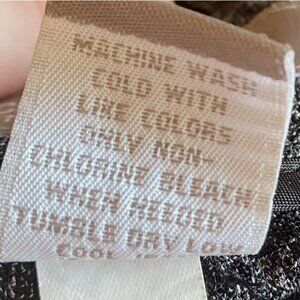 MACHINE WASH
COLD WITH
LIKE COLORS
ONLY NON-
CHLORINE BLEACH
WHEN NEEDED
TUMBLE DRY LOW
COOL